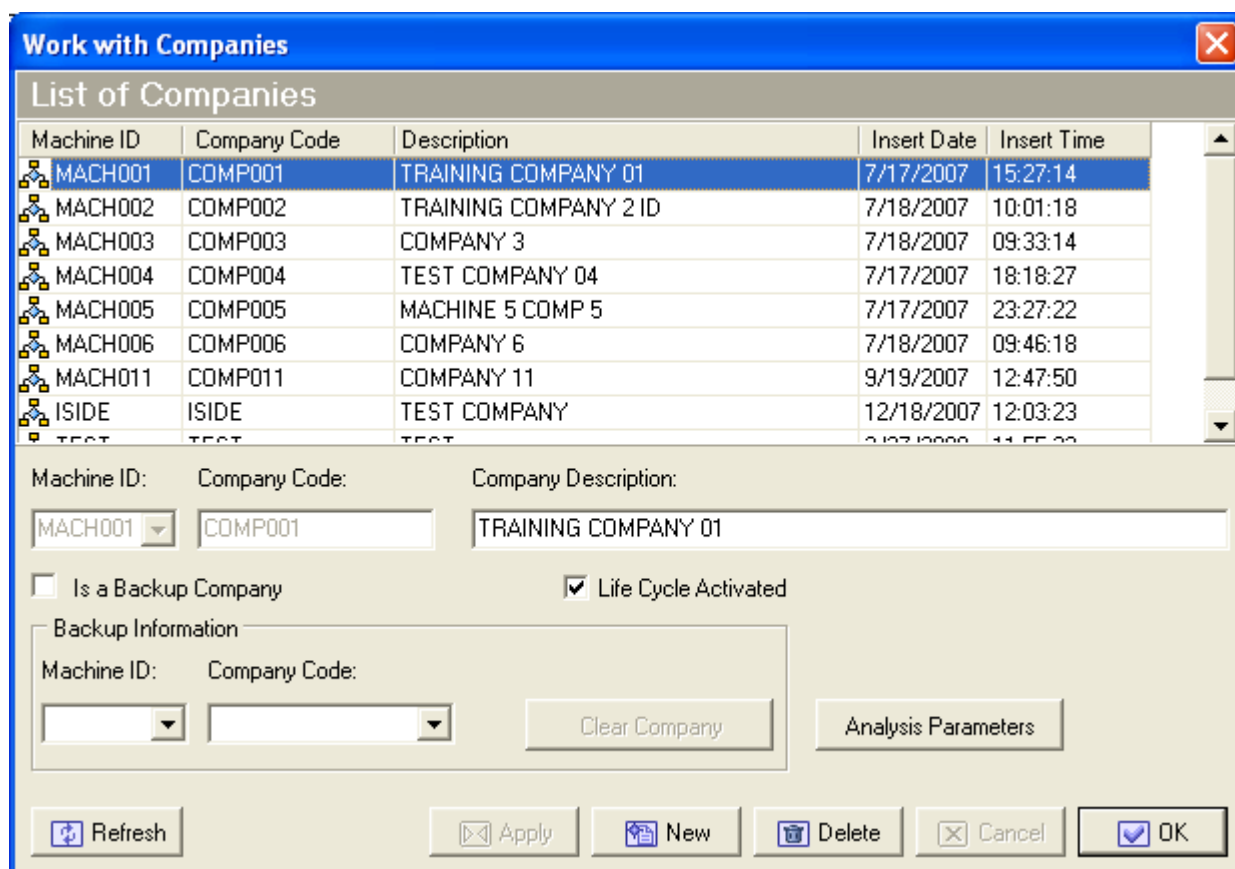 Work with Companies
List of Companies
Machine ID Company Code Description Insert Date Insert Time
MACH001 COMP001 TRAINING COMPANY 01 7/17/2007 15:27:14
MACH002 COMP002 TRAINING COMPANY 2 ID 7/18/2007 10:01:18
MACH003 COMP003 COMPANY 3 7/18/2007 09:33:14
MACH004 COMP004 TEST COMPANY 04 7/17/2007 18:18:27
MACH005 COMP005 MACHINE 5 COMP 5 7/17/2007 23:27:22
MACH006 COMP006 COMPANY 6 7/18/2007 09:46:18
MACH011 COMP011 COMPANY 11 9/19/2007 12:47:50
ISIDE ISIDE TEST COMPANY 12/18/2007 12:03:23
TEST TEST TEST
Machine ID: Company Code: Company Description:
MACH001 COMP001 TRAINING COMPANY 01
Is a Backup Company Life Cycle Activated
Backup Information
Machine ID: Company Code:
Clear Company Analysis Parameters
Refresh Apply New Delete Cancel OK